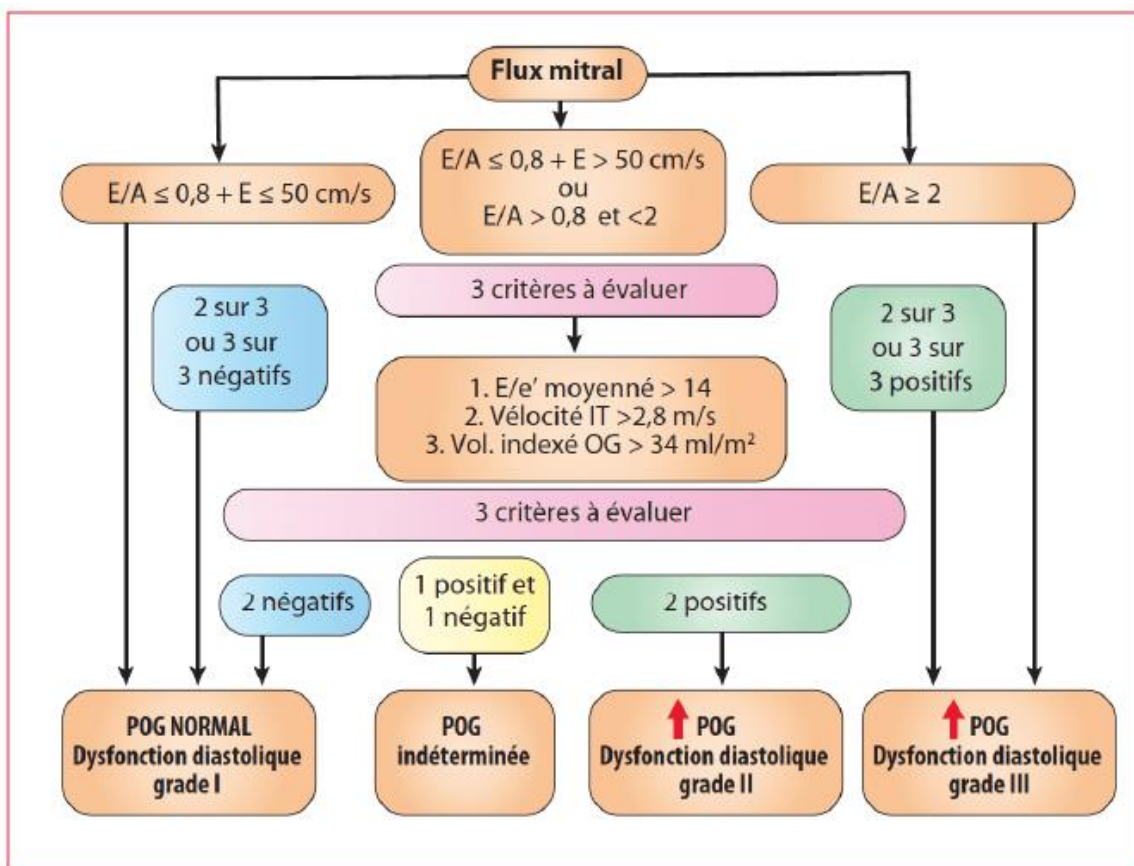 Flux mitral
E/A ≤ 0,8 + E ≤ 50 cm/s
E/A ≤ 0,8 + E > 50 cm/s
ou
E/A > 0,8 et <2
E/A ≥ 2
3 critères à évaluer
2 sur 3
ou 3 sur
3 négatifs
2 sur 3
ou 3 sur
3 positifs
1. E/e’ moyenné > 14
2. Vélocité IT >2,8 m/s
3. Vol. indexé OG > 34 ml/m²
3 critères à évaluer
2 négatifs
1 positif et
1 négatif
2 positifs
POG NORMAL
Dysfonction diastolique
grade I
POG
indéterminée
POG
Dysfonction diastolique
grade II
POG
Dysfonction diastolique
grade III